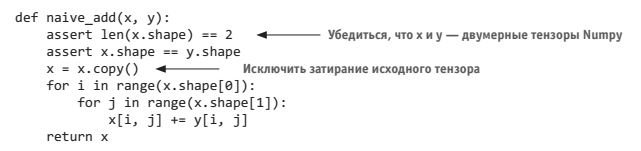 def naive_add(x, y):
    assert len(x.shape) == 2 Убедиться, что x и y — двумерные тензоры Numpy
    assert x.shape == y.shape
    x = x.copy() Исключить затирание исходного тензора
    for i in range(x.shape[0]):
        for j in range(x.shape[1]):
            x[i, j] += y[i, j]
    return x